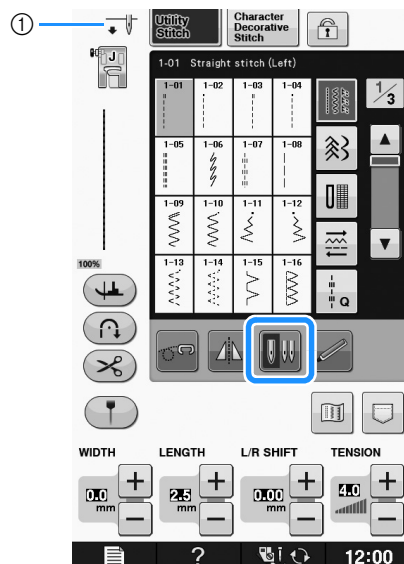 ①
Utility
Stitch
Character
Decorative
Stitch
J
1-01 Straight stitch (Left)
1-01 1-02 1-03 1-04
1/3
1-05 1-06 1-07 1-08
1-09 1-10 1-11 1-12
1-13 1-14 1-15 1-16
Q
100%
WIDTH LENGTH L/R SHIFT TENSION
0.0 mm + − 2.5 mm + − 0.00 mm + − 4.0 + −
? 12:00